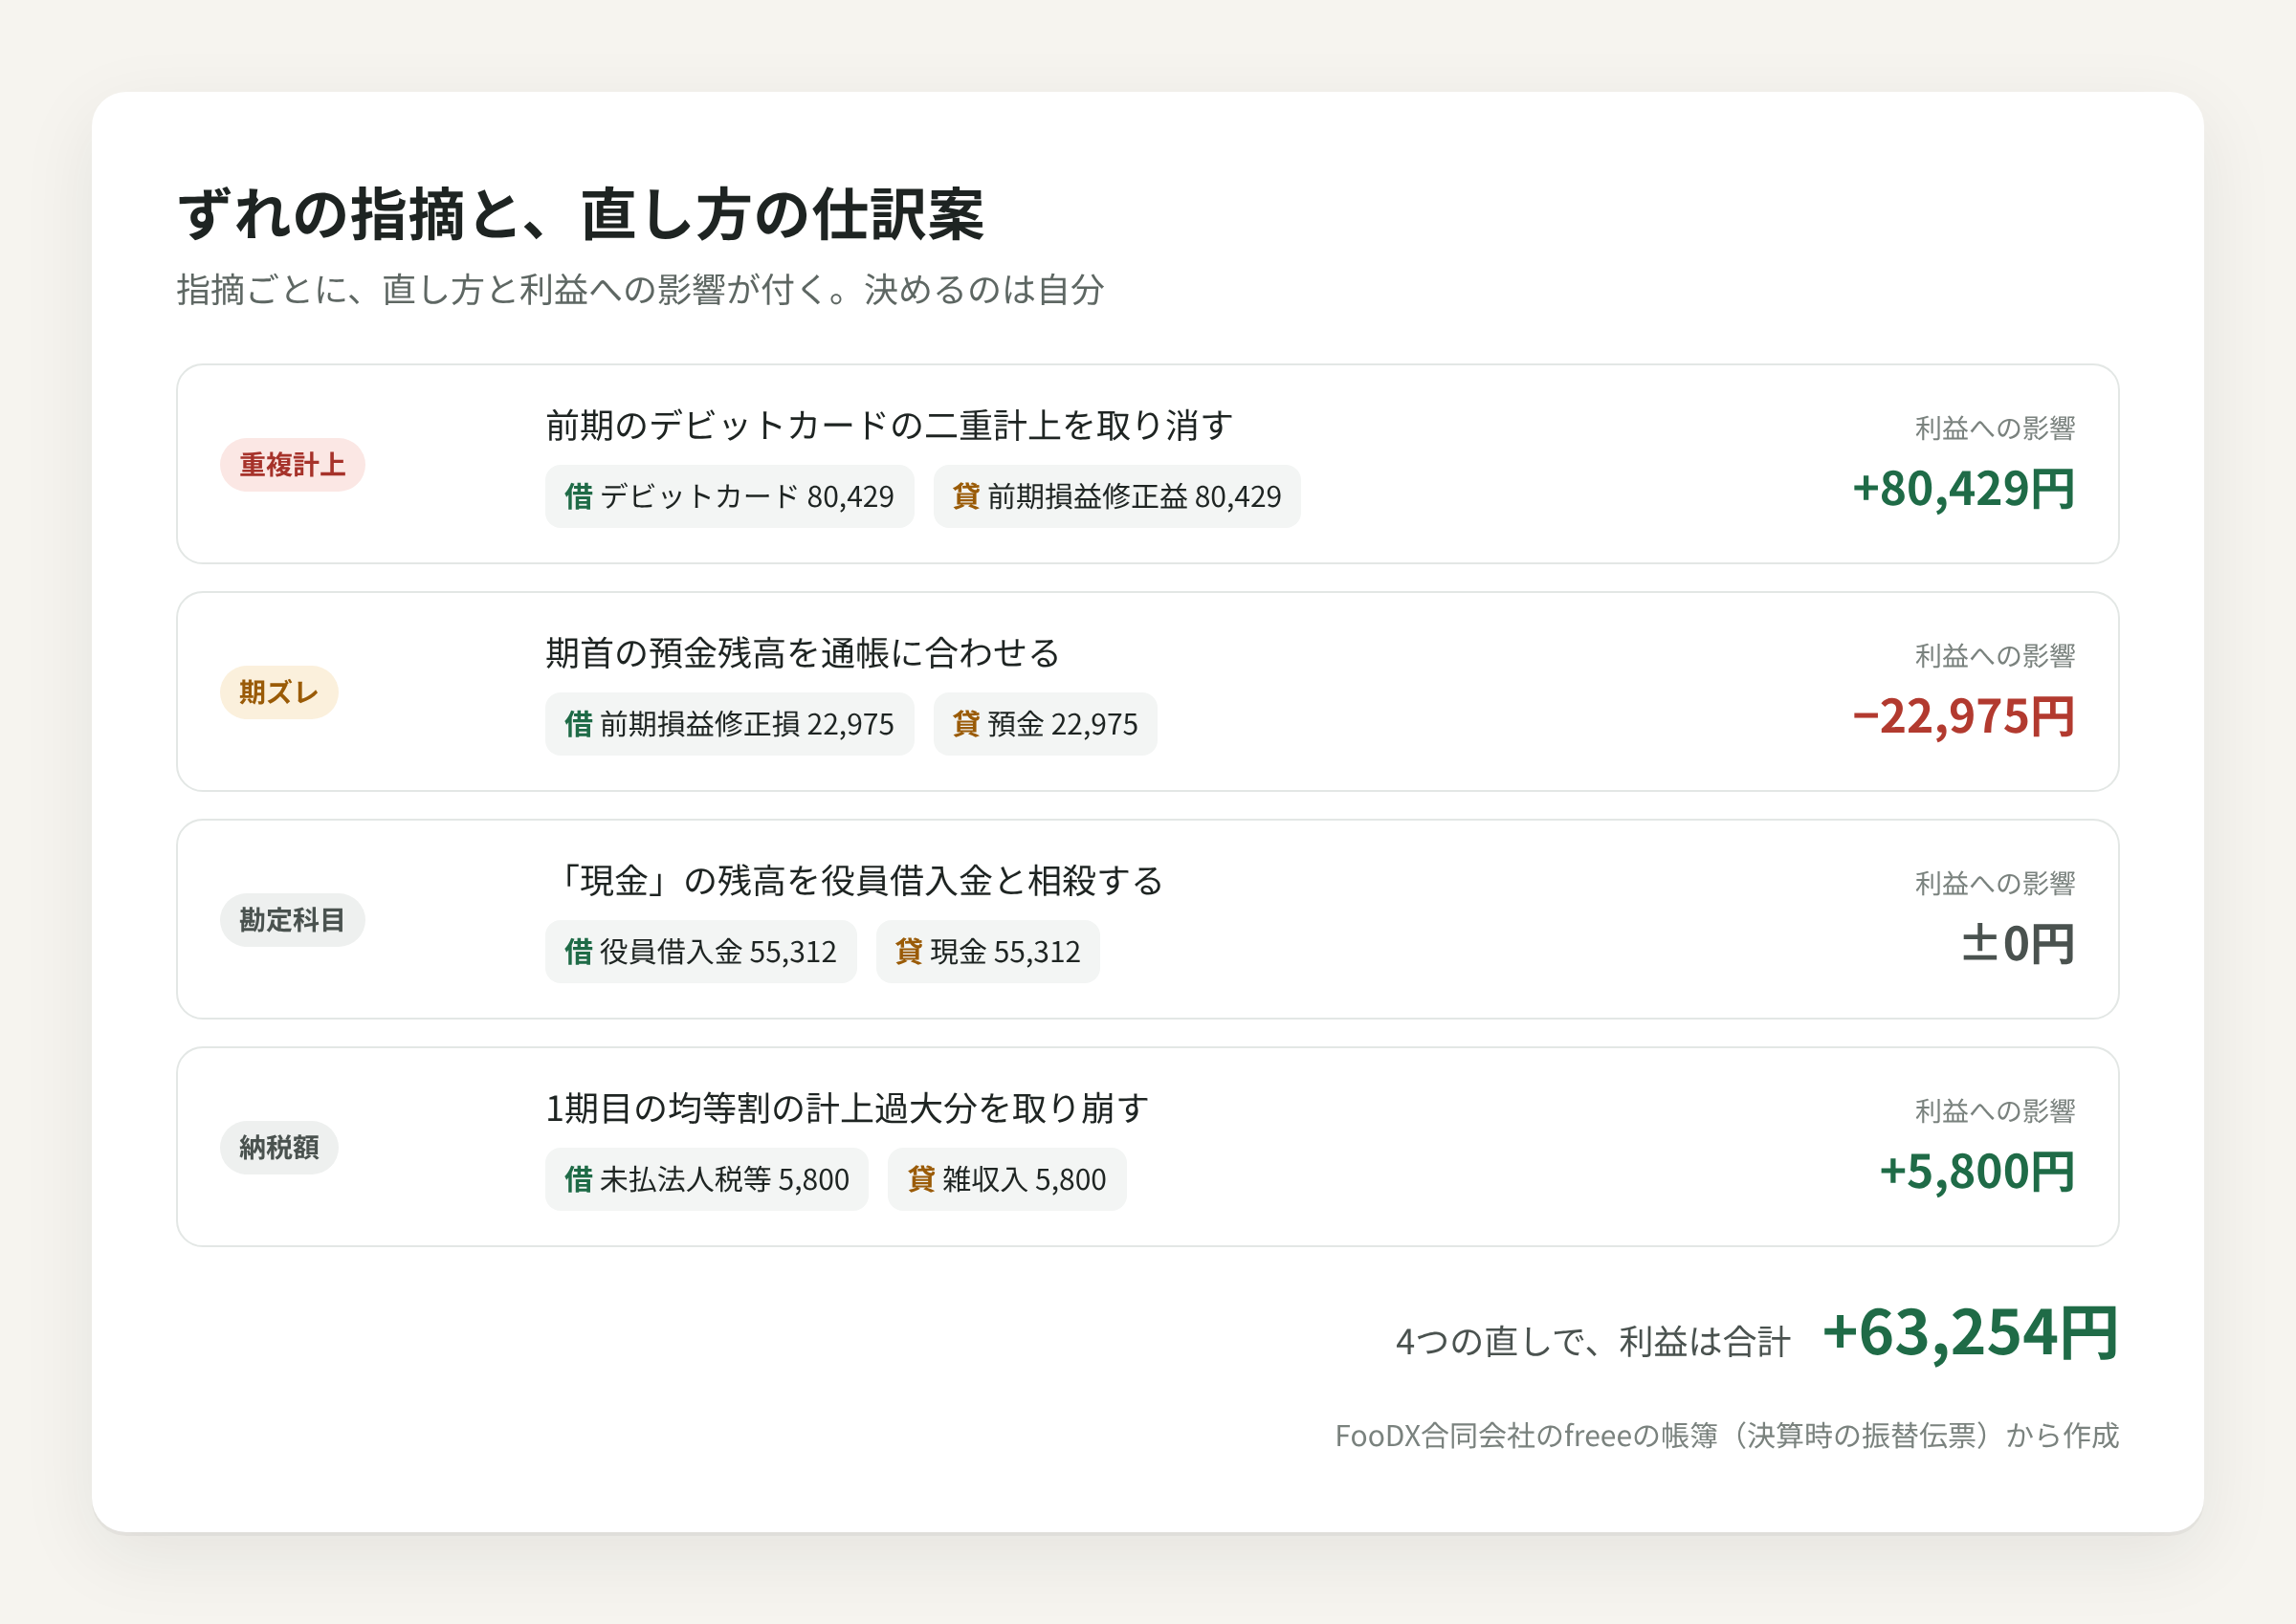 ずれの指摘と、直し方の仕訳案
指摘ごとに、直し方と利益への影響が付く。決めるのは自分
重複計上
前期のデビットカードの二重計上を取り消す
借 デビットカード 80,429 貸 前期損益修正益 80,429
利益への影響
+80,429円
期ズレ
期首の預金残高を通帳に合わせる
借 前期損益修正損 22,975 貸 預金 22,975
利益への影響
−22,975円
勘定科目
「現金」の残高を役員借入金と相殺する
借 役員借入金 55,312 貸 現金 55,312
利益への影響
±0円
納税額
1期目の均等割の計上過大分を取り崩す
借 未払法人税等 5,800 貸 雑収入 5,800
利益への影響
+5,800円
4つの直しで、利益は合計 +63,254円
FooDX合同会社のfreeeの帳簿（決算時の振替伝票）から作成